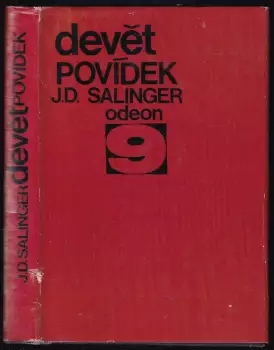 devět
POVÍDEK
J.D. SALINGER
odeon
9
J.D.SALINGER devět POVÍDEK